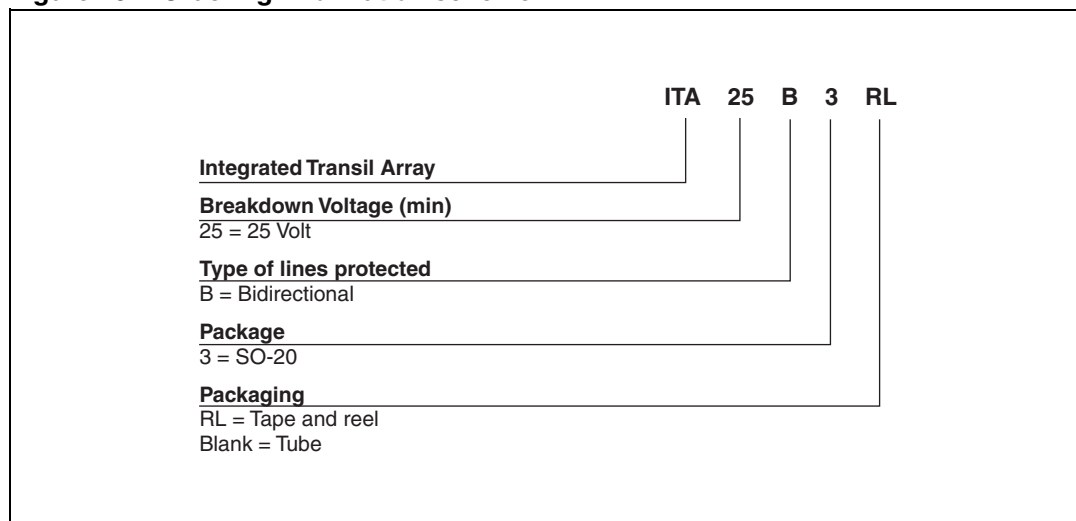 ITA 25 B 3 RL
Integrated Transil Array
Breakdown Voltage (min)
25 = 25 Volt
Type of lines protected
B = Bidirectional
Package
3 = SO-20
Packaging
RL = Tape and reel
Blank = Tube